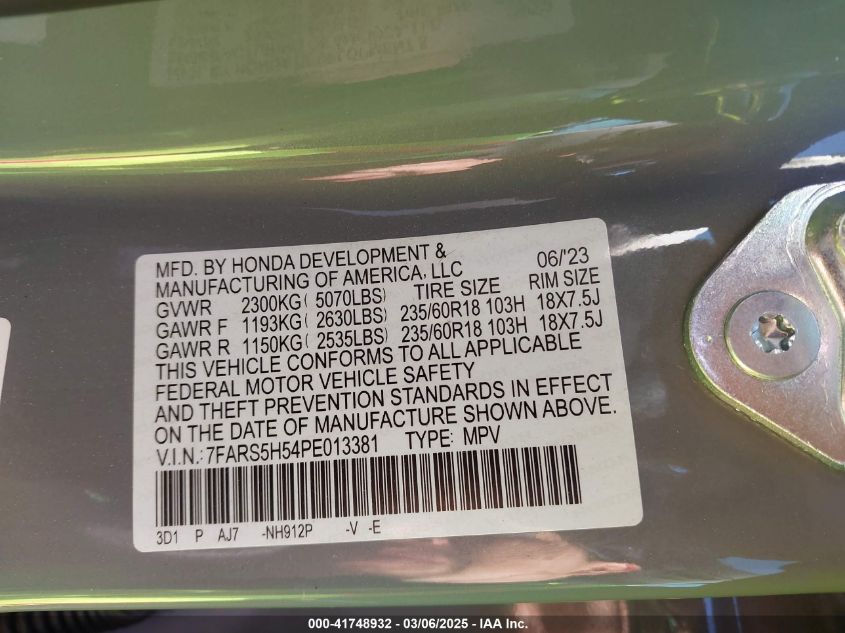 MFD. BY HONDA DEVELOPMENT & 06/'23
MANUFACTURING OF AMERICA, LLC
GVWR 2300KG ( 5070LBS) TIRE SIZE RIM SIZE
GAWR F 1193KG ( 2630LBS) 235/60R18 103H 18X7.5J
GAWR R 1150KG ( 2535LBS) 235/60R18 103H 18X7.5J
THIS VEHICLE CONFORMS TO ALL APPLICABLE
FEDERAL MOTOR VEHICLE SAFETY
AND THEFT PREVENTION STANDARDS IN EFFECT
ON THE DATE OF MANUFACTURE SHOWN ABOVE.
V.I.N.: 7FARS5H54PE013381 TYPE: MPV
3D1 P AJ7 -NH912P -V -E
000-41748932 — 03/06/2025 — IAA Inc.